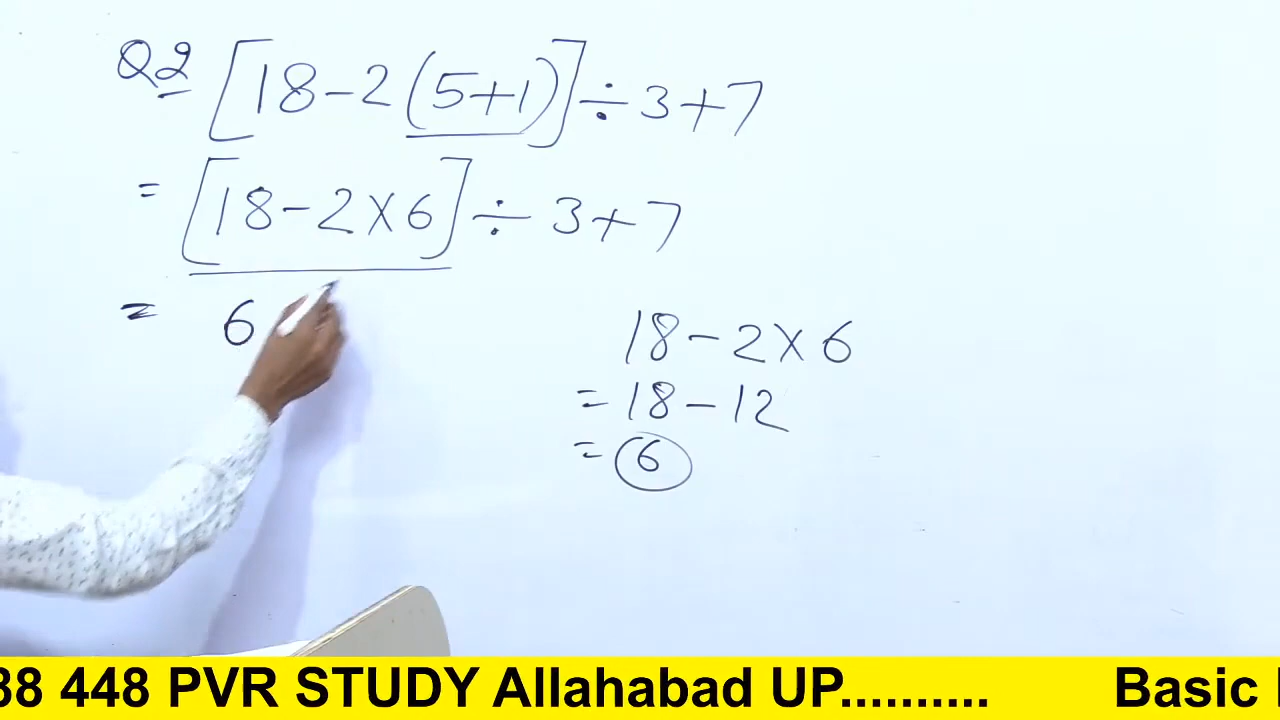 Q2 [18-2(5+1)]÷3+7
= [18-2×6]÷3+7
= 6
18-2×6
= 18-12
= 6
38 448 PVR STUDY Allahabad UP.......... Basic